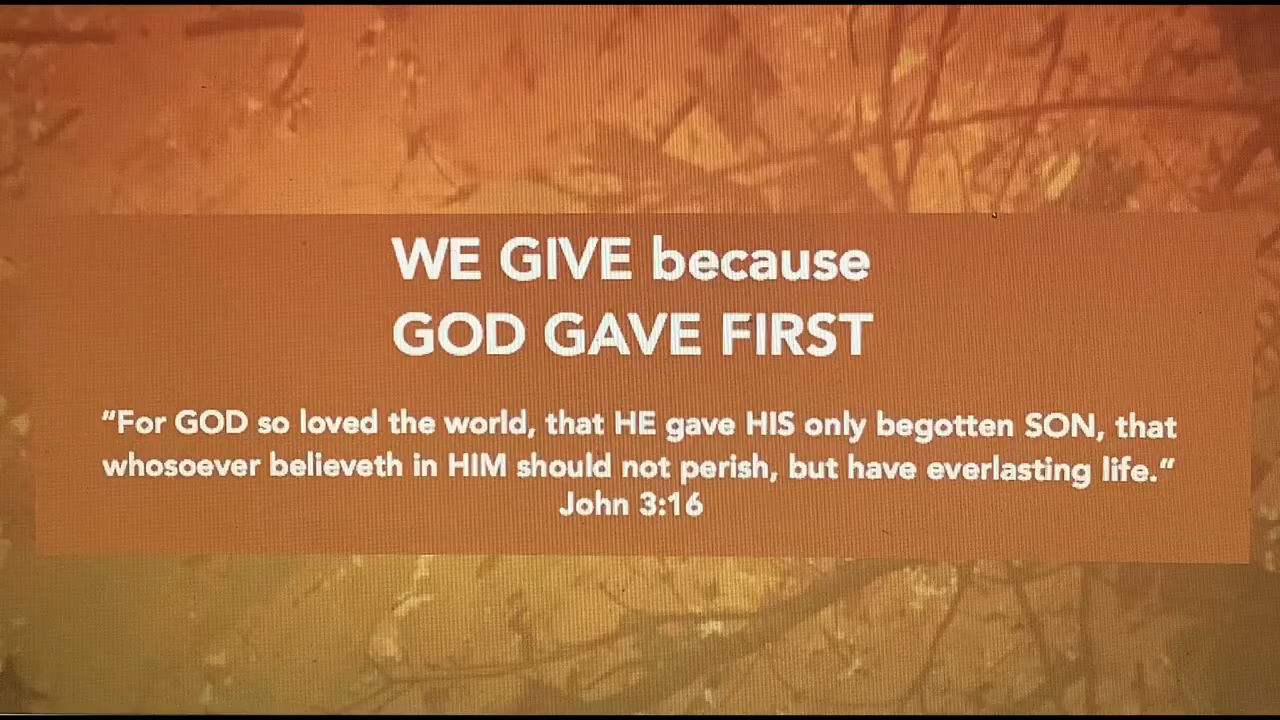 WE GIVE because
GOD GAVE FIRST
“For GOD so loved the world, that HE gave HIS only begotten SON, that
whosoever believeth in HIM should not perish, but have everlasting life.“
John 3:16